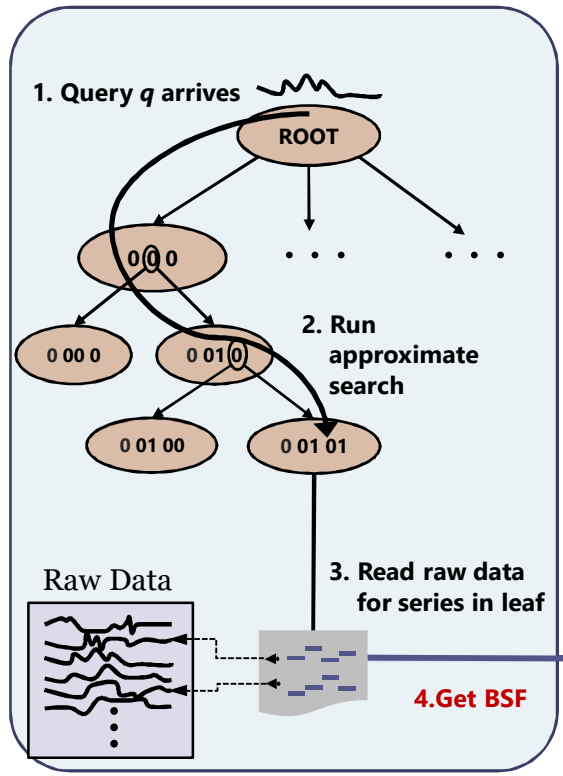 1. Query q arrives
ROOT
0 0 0
. . .
. . .
2. Run
approximate
search
0 00 0
0 01 0
0 01 00
0 01 01
3. Read raw data
for series in leaf
Raw Data
4.Get BSF